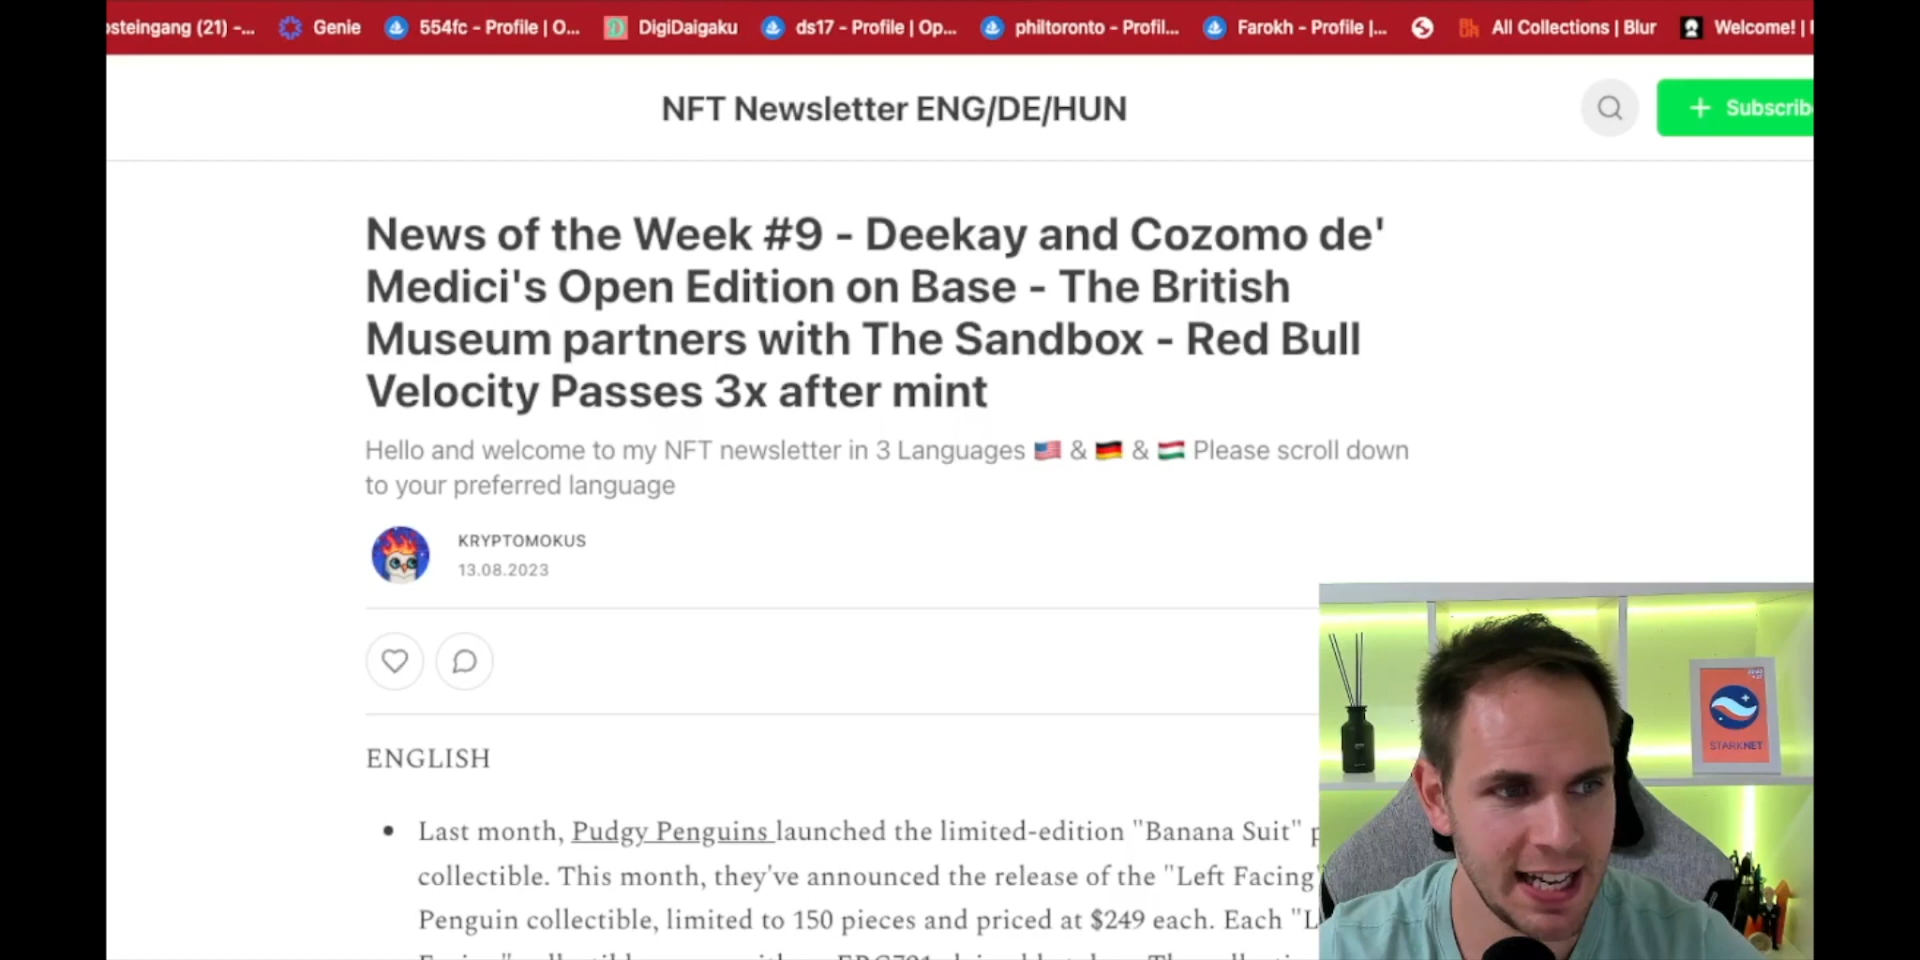 osteingang (21) -... Genie 554fc - Profile | O... DigiDaigaku ds17 - Profile | Op... philtoronto - Profil... Farokh - Profile |... All Collections | Blur Welcome! |
NFT Newsletter ENG/DE/HUN
+ Subscrib
News of the Week #9 - Deekay and Cozomo de'
Medici's Open Edition on Base - The British
Museum partners with The Sandbox - Red Bull
Velocity Passes 3x after mint
Hello and welcome to my NFT newsletter in 3 Languages 🇺🇸 & 🇩🇪 & 🇭🇺 Please scroll down
to your preferred language
KRYPTOMOKUS
13.08.2023
STARKNET
ENGLISH
• Last month, Pudgy Penguins launched the limited-edition "Banana Suit"
collectible. This month, they've announced the release of the "Left Facing"
Penguin collectible, limited to 150 pieces and priced at $249 each. Each "L